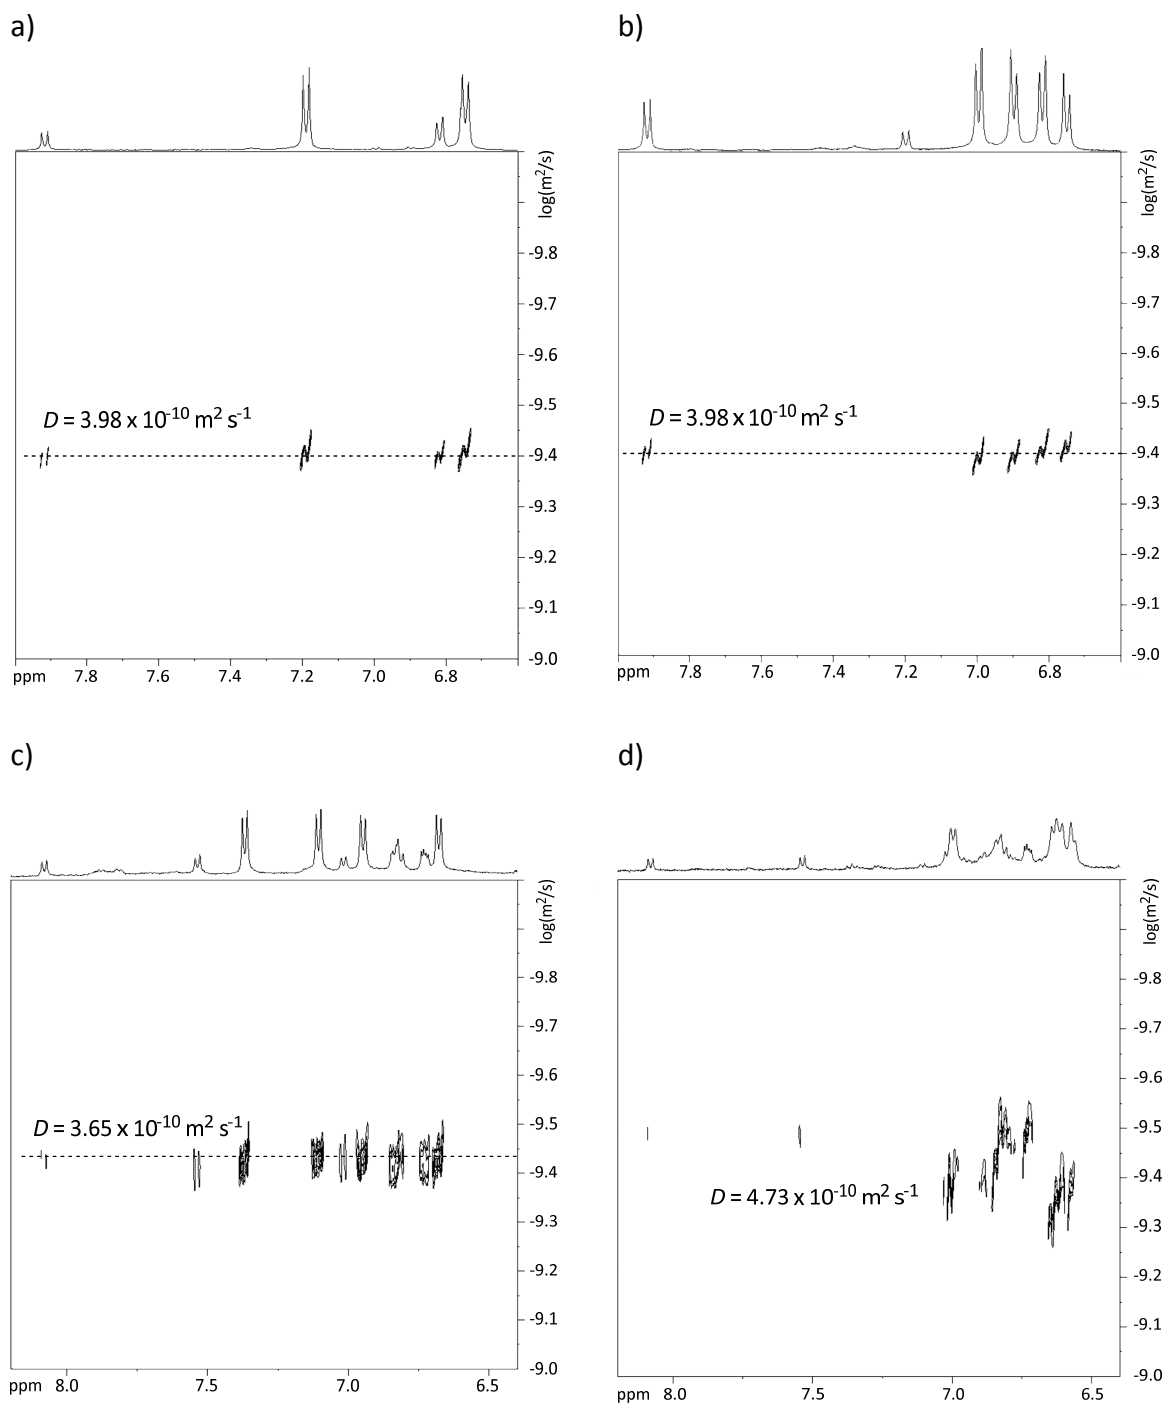 a)
b)
log(m²/s)
-9.8
-9.7
-9.6
-9.5
-9.4
-9.3
-9.2
-9.1
-9.0
D = 3.98 x 10⁻¹⁰ m² s⁻¹
ppm 7.8 7.6 7.4 7.2 7.0 6.8
log(m²/s)
-9.8
-9.7
-9.6
-9.5
-9.4
-9.3
-9.2
-9.1
-9.0
D = 3.98 x 10⁻¹⁰ m² s⁻¹
ppm 7.8 7.6 7.4 7.2 7.0 6.8
c)
d)
log(m²/s)
-9.8
-9.7
-9.6
-9.5
-9.4
-9.3
-9.2
-9.1
-9.0
D = 3.65 x 10⁻¹⁰ m² s⁻¹
ppm 8.0 7.5 7.0 6.5
log(m²/s)
-9.8
-9.7
-9.6
-9.5
-9.4
-9.3
-9.2
-9.1
-9.0
D = 4.73 x 10⁻¹⁰ m² s⁻¹
ppm 8.0 7.5 7.0 6.5